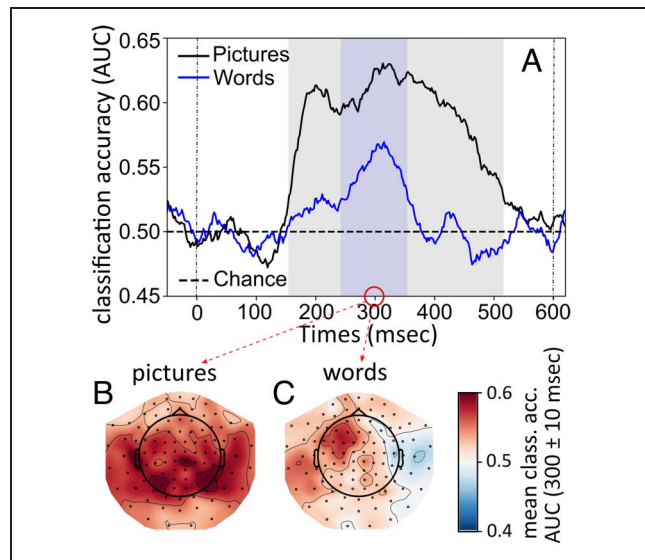 A
Pictures
Words
Chance
classification accuracy (AUC)
0.65
0.60
0.55
0.50
0.45
0
100
200
300
400
500
600
Times (msec)
B
pictures
C
words
0.6
0.5
0.4
mean class. acc.
AUC (300 ± 10 msec)